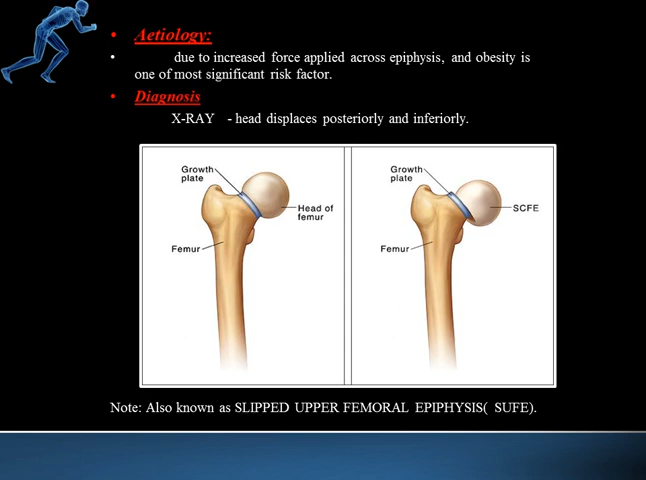 Aetiology:
due to increased force applied across epiphysis, and obesity is
one of most significant risk factor.
Diagnosis
X-RAY - head displaces posteriorly and inferiorly.
Growth
plate
Head of
femur
Femur
Growth
plate
SCFE
Femur
Note: Also known as SLIPPED UPPER FEMORAL EPIPHYSIS( SUFE).